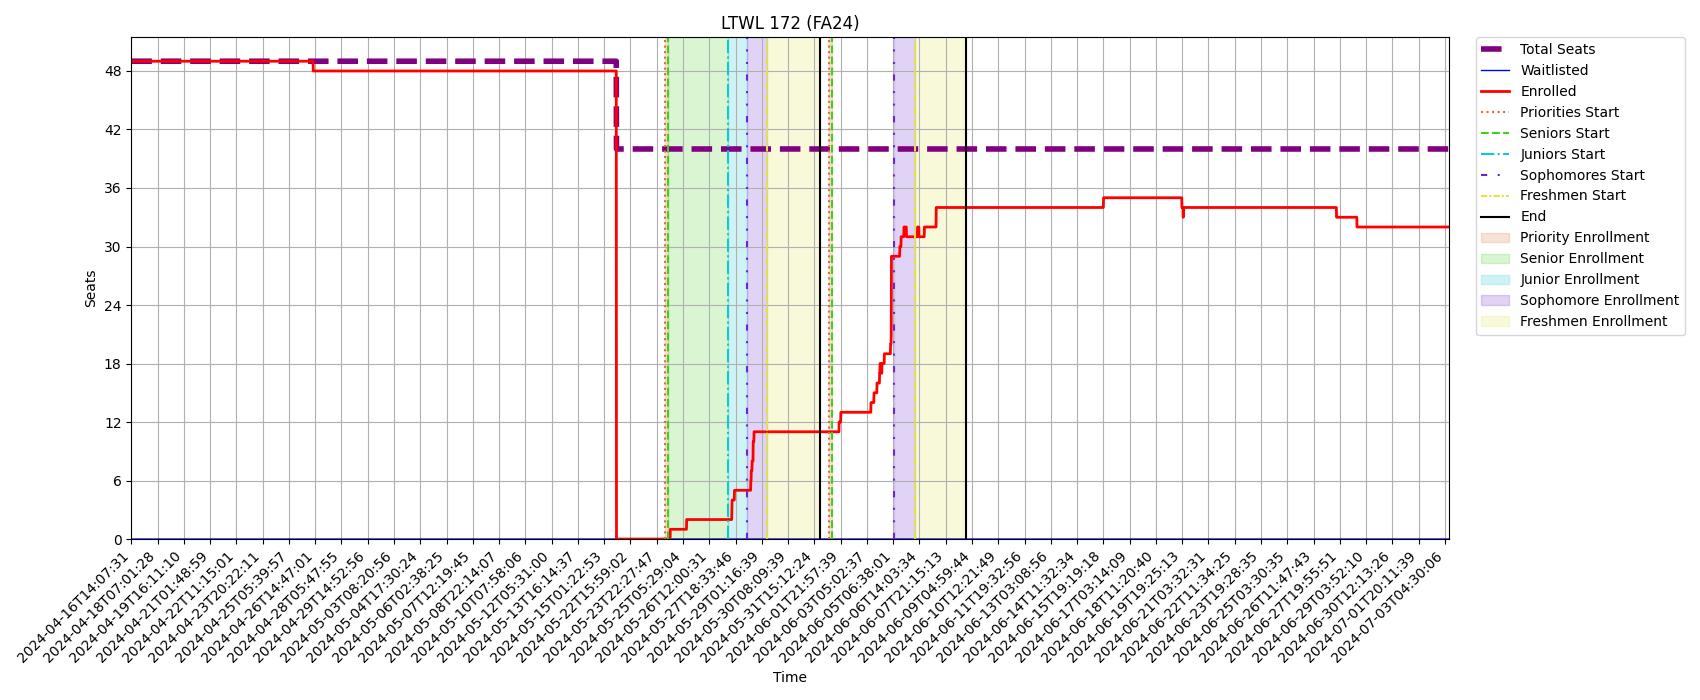 LTWL 172 (FA24)
Seats
48
42
36
30
24
18
12
6
0
2024-04-16T14:07:31
2024-04-18T07:01:28
2024-04-19T16:11:10
2024-04-21T01:48:59
2024-04-22T11:15:01
2024-04-23T20:22:11
2024-04-25T05:39:57
2024-04-26T14:47:01
2024-04-28T05:47:55
2024-04-29T14:52:56
2024-05-03T08:20:56
2024-05-04T17:30:24
2024-05-06T02:38:25
2024-05-07T12:19:45
2024-05-08T22:14:07
2024-05-10T07:58:06
2024-05-12T05:31:00
2024-05-13T16:14:37
2024-05-15T01:22:53
2024-05-22T15:59:02
2024-05-23T22:27:47
2024-05-25T05:29:04
2024-05-26T12:00:31
2024-05-27T18:33:46
2024-05-29T01:16:39
2024-05-30T08:09:39
2024-05-31T15:12:24
2024-06-01T21:57:39
2024-06-03T05:02:37
2024-06-05T06:38:01
2024-06-06T14:03:34
2024-06-07T21:15:13
2024-06-09T04:59:44
2024-06-10T12:21:49
2024-06-11T19:32:56
2024-06-13T03:08:56
2024-06-14T11:32:34
2024-06-15T19:19:18
2024-06-17T03:14:09
2024-06-18T11:20:40
2024-06-19T19:25:13
2024-06-21T03:32:31
2024-06-22T11:34:25
2024-06-23T19:28:35
2024-06-25T03:30:35
2024-06-26T11:47:43
2024-06-27T19:55:51
2024-06-29T03:52:10
2024-06-30T12:13:26
2024-07-01T20:11:39
2024-07-03T04:30:06
Time
Total Seats
Waitlisted
Enrolled
Priorities Start
Seniors Start
Juniors Start
Sophomores Start
Freshmen Start
End
Priority Enrollment
Senior Enrollment
Junior Enrollment
Sophomore Enrollment
Freshmen Enrollment